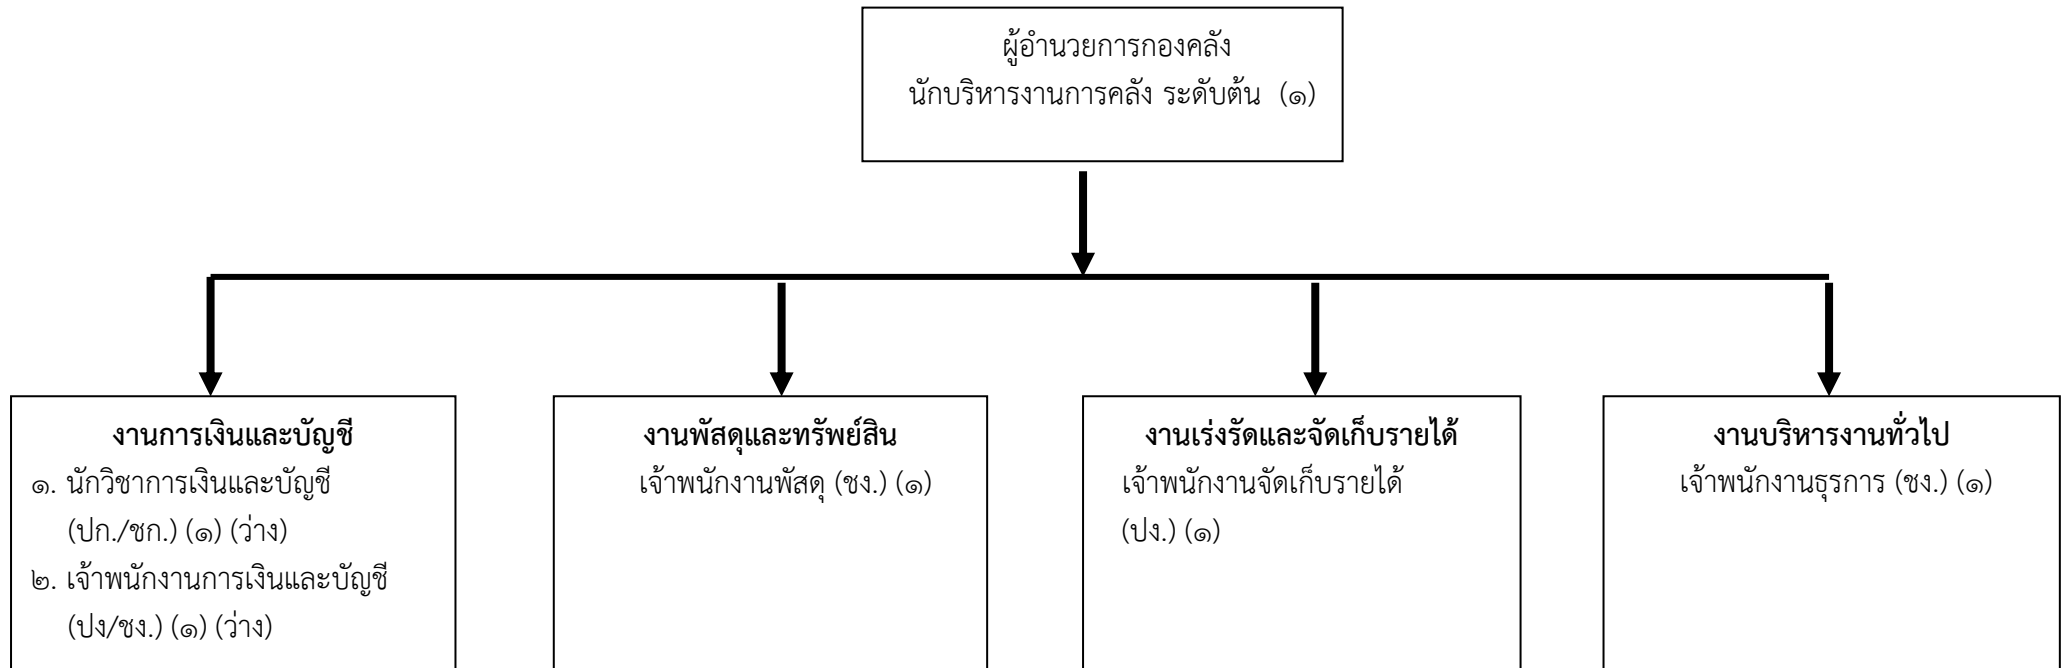 ผู้อำนวยการกองคลัง
นักบริหารงานการคลัง ระดับต้น (๑)
งานการเงินและบัญชี
๑. นักวิชาการเงินและบัญชี
(ปก./ชก.) (๑) (ว่าง)
๒. เจ้าพนักงานการเงินและบัญชี
(ปง/ชง.) (๑) (ว่าง)
งานพัสดุและทรัพย์สิน
เจ้าพนักงานพัสดุ (ชง.) (๑)
งานเร่งรัดและจัดเก็บรายได้
เจ้าพนักงานจัดเก็บรายได้
(ปง.) (๑)
งานบริหารงานทั่วไป
เจ้าพนักงานธุรการ (ชง.) (๑)